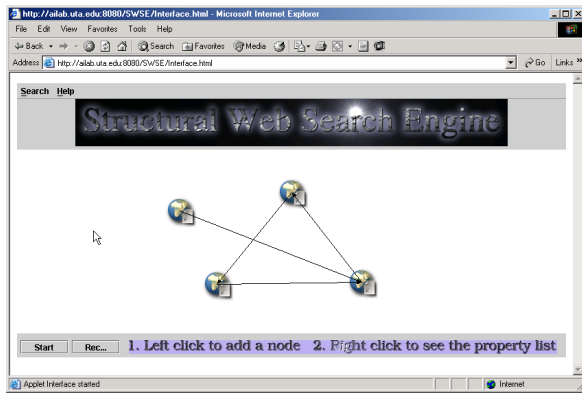 http://ailab.uta.edu:8080/SWSE/Interface.html - Microsoft Internet Explorer
File Edit View Favorites Tools Help
Back Search Favorites Media
Address http://ailab.uta.edu:8080/SWSE/Interface.html Go Links »
Search Help
Structural Web Search Engine
Start Rec... 1. Left click to add a node 2. Right click to see the property list
Applet Interface started Internet